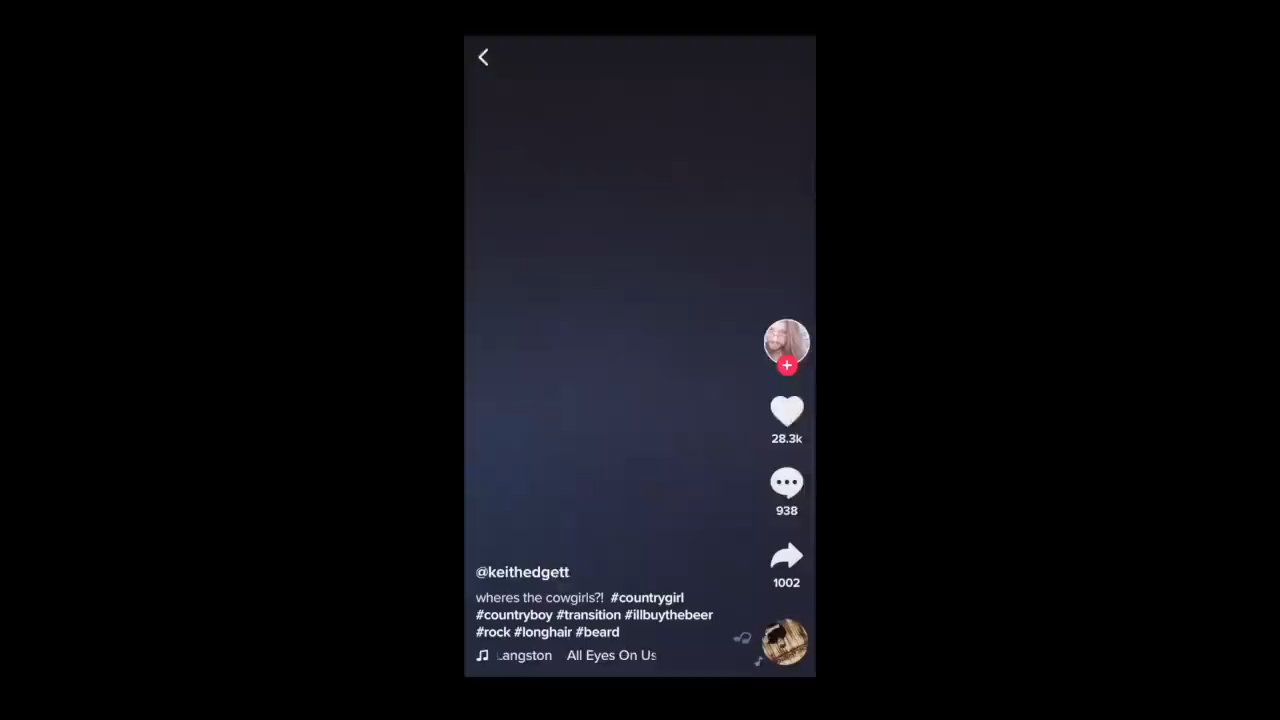 28.3k
938
1002
@keithedgett
wheres the cowgirls?! #countrygirl
#countryboy #transition #illbuythebeer
#rock #longhair #beard
Langston All Eyes On Us